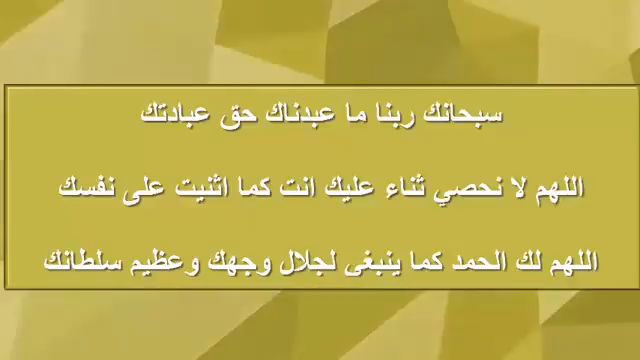 سبحانك ربنا ما عبدناك حق عبادتك
اللهم لا نحصي ثناء عليك انت كما اثنيت على نفسك
اللهم لك الحمد كما ينبغى لجلال وجهك وعظيم سلطانك